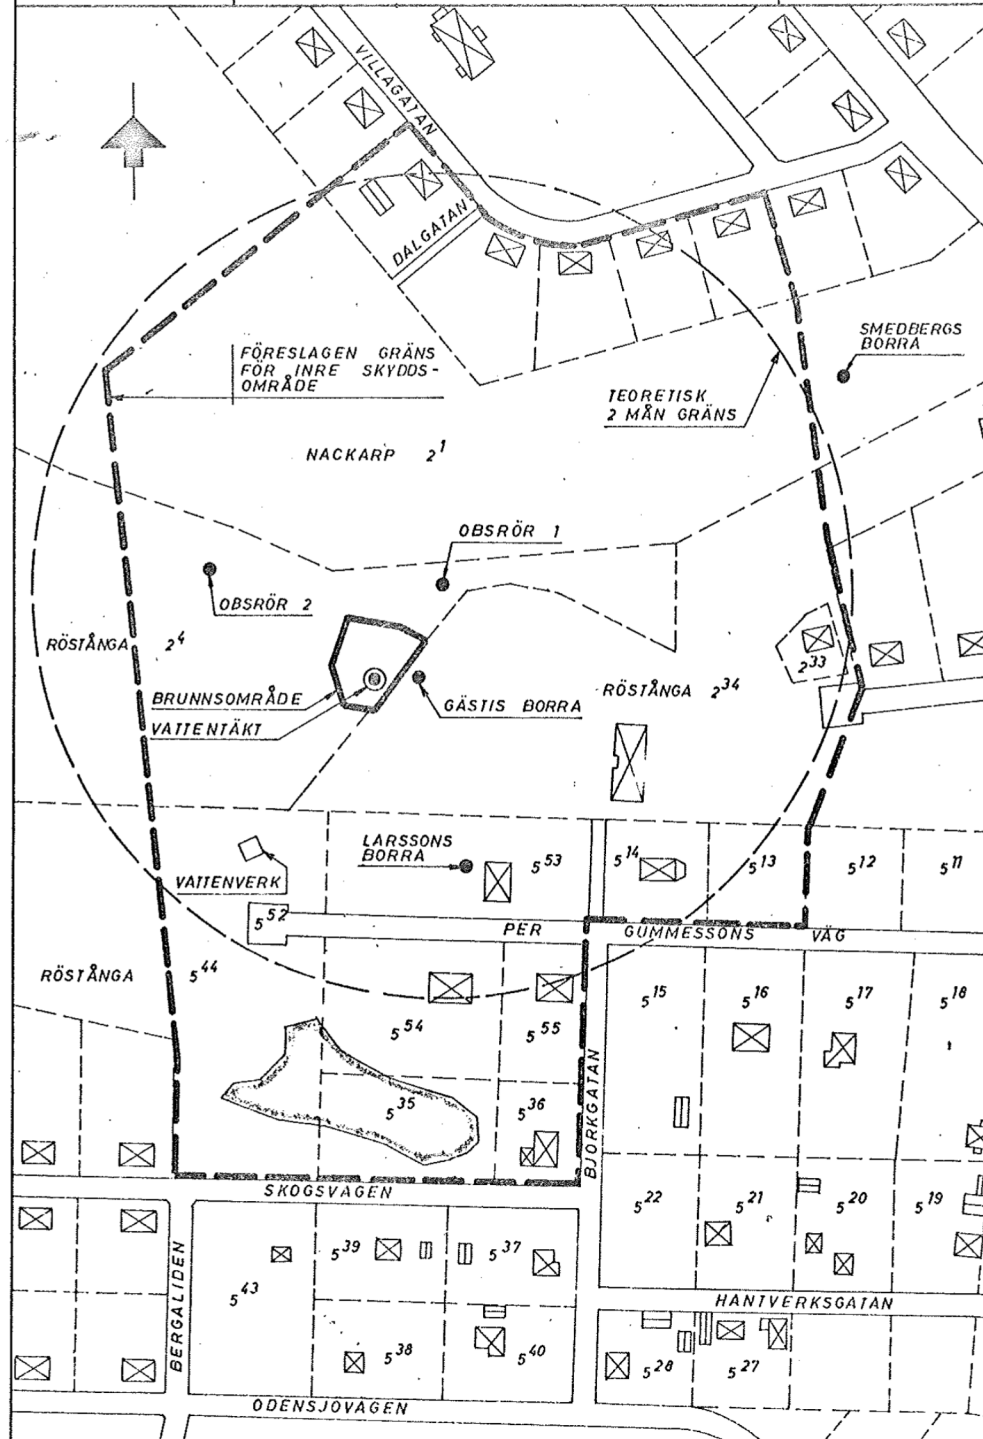 VILLAGATAN
DALGATAN
SMEDBERGS
BORRA
FÖRESLAGEN GRÄNS
FÖR INRE SKYDDS-
OMRÅDE
TEORETISK
2 MÅN GRÄNS
NACKARP 2¹
OBSRÖR 1
OBSRÖR 2
RÖSTÅNGA 2⁴
2³³
BRUNNSOMRÅDE
GÄSTIS BORRA
RÖSTÅNGA 2³⁴
VATTENTÄKT
LARSSONS
BORRA
5⁵³
5¹⁴
5¹³
5¹²
5¹¹
VATTENVERK
5⁵²
PER GUMMESSONS VÄG
RÖSTÅNGA 5⁴⁴
5¹⁵
5¹⁶
5¹⁷
5¹⁸
5⁵⁴
5⁵⁵
5³⁵
5³⁶
BJÖRKGATAN
SKOGSVÄGEN
5²²
5²¹
5²⁰
5¹⁹
BERGALIDEN
5³⁹
5³⁷
5⁴³
HANTVERKSGATAN
5³⁸
5⁴⁰
5²⁸
5²⁷
ODENSJÖVÄGEN